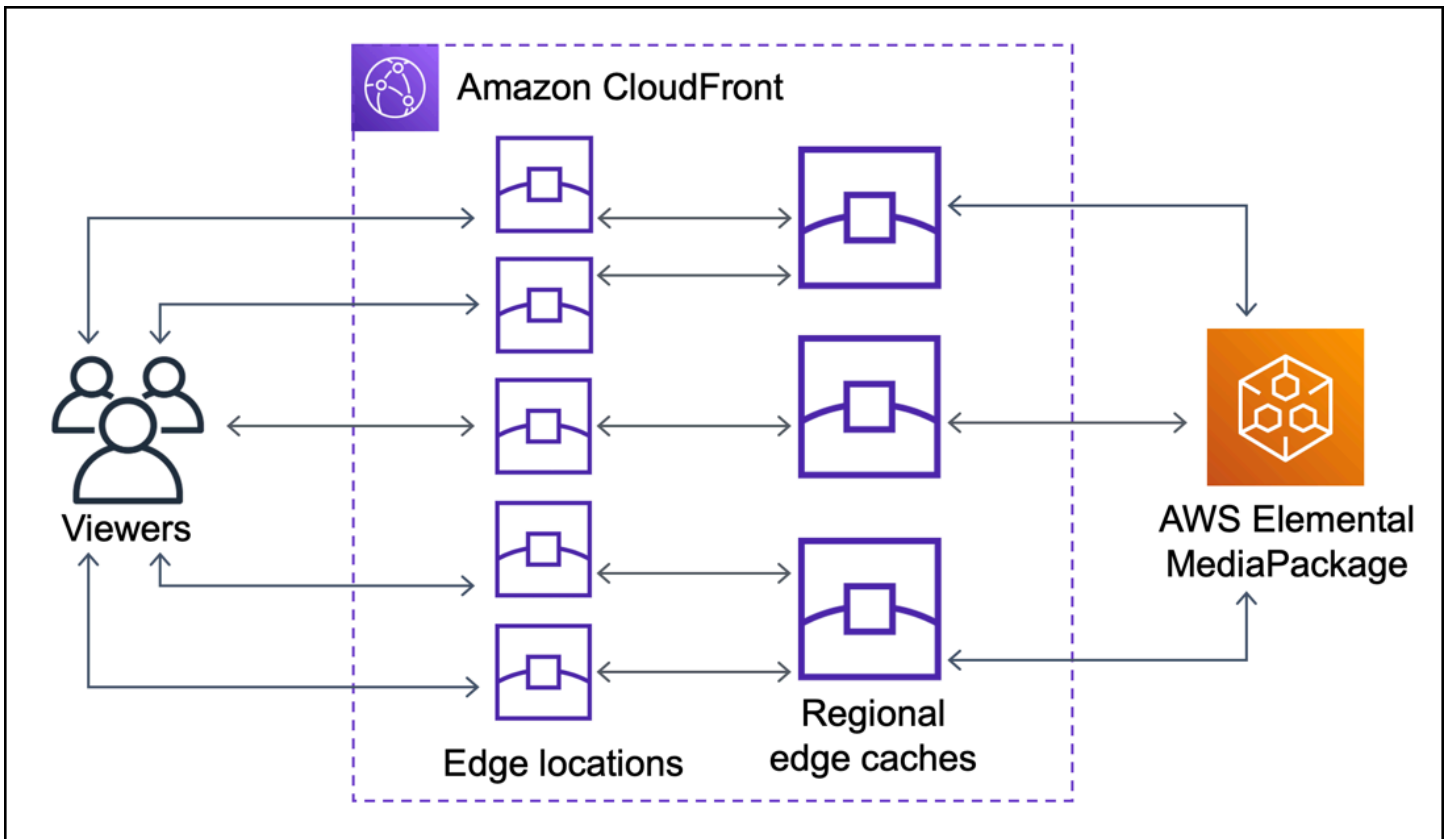 Amazon CloudFront
Viewers
Edge locations
Regional
edge caches
AWS Elemental
MediaPackage